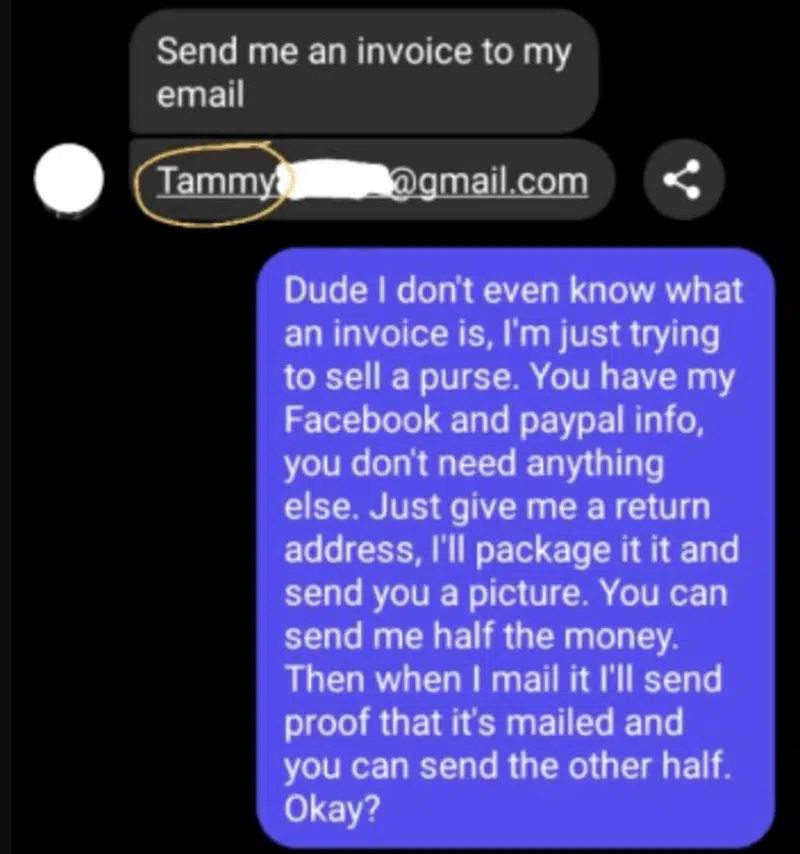 Send me an invoice to my
email
Tammy @gmail.com
Dude I don't even know what
an invoice is, I'm just trying
to sell a purse. You have my
Facebook and paypal info,
you don't need anything
else. Just give me a return
address, I'll package it it and
send you a picture. You can
send me half the money.
Then when I mail it I'll send
proof that it's mailed and
you can send the other half.
Okay?